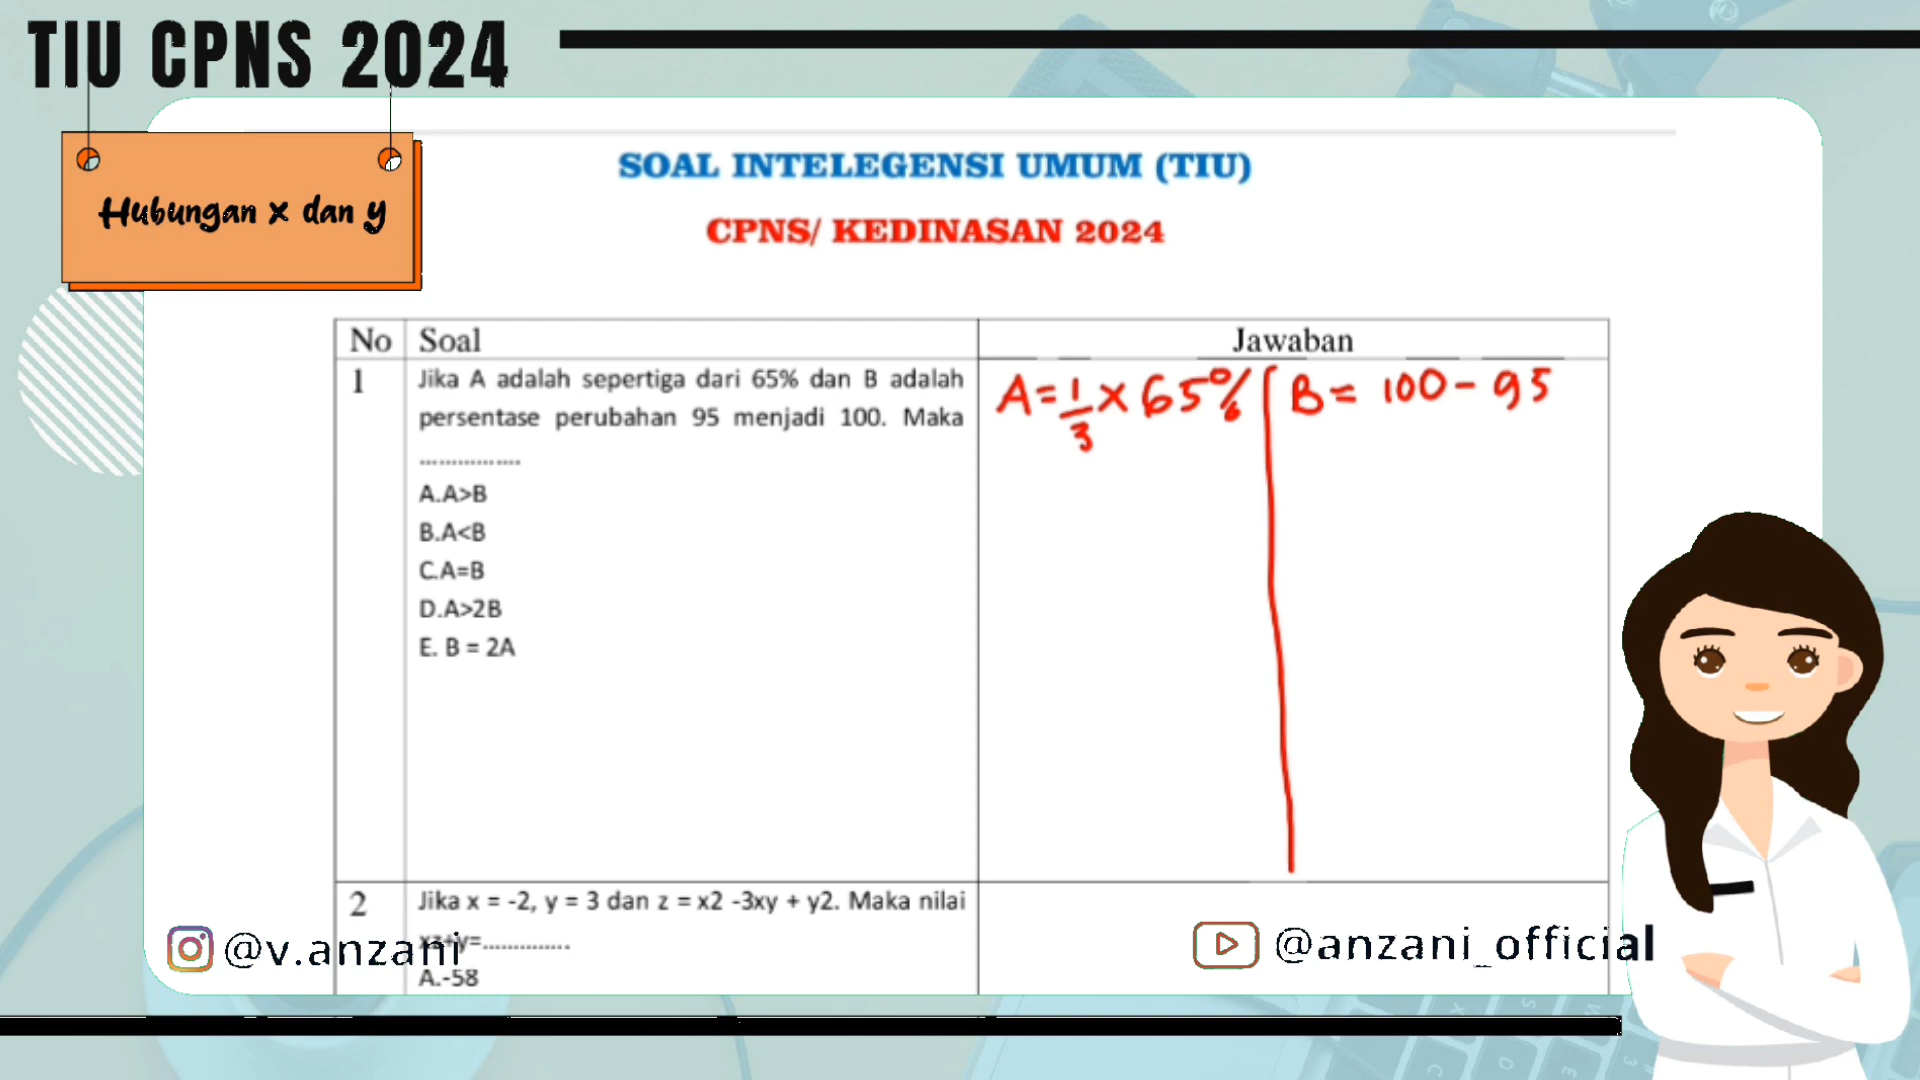 TIU CPNS 2024
Hubungan x dan y
SOAL INTELEGENSI UMUM (TIU)
CPNS/ KEDINASAN 2024
No Soal Jawaban
1 Jika A adalah sepertiga dari 65% dan B adalah
persentase perubahan 95 menjadi 100. Maka
................
A.A>B
B.A<B
C.A=B
D.A>2B
E. B = 2A
A=1/3 x 65% B = 100 - 95
2 Jika x = -2, y = 3 dan z = x2 -3xy + y2. Maka nilai
xz+y=..............
A.-58
@v.anzani
@anzani_official